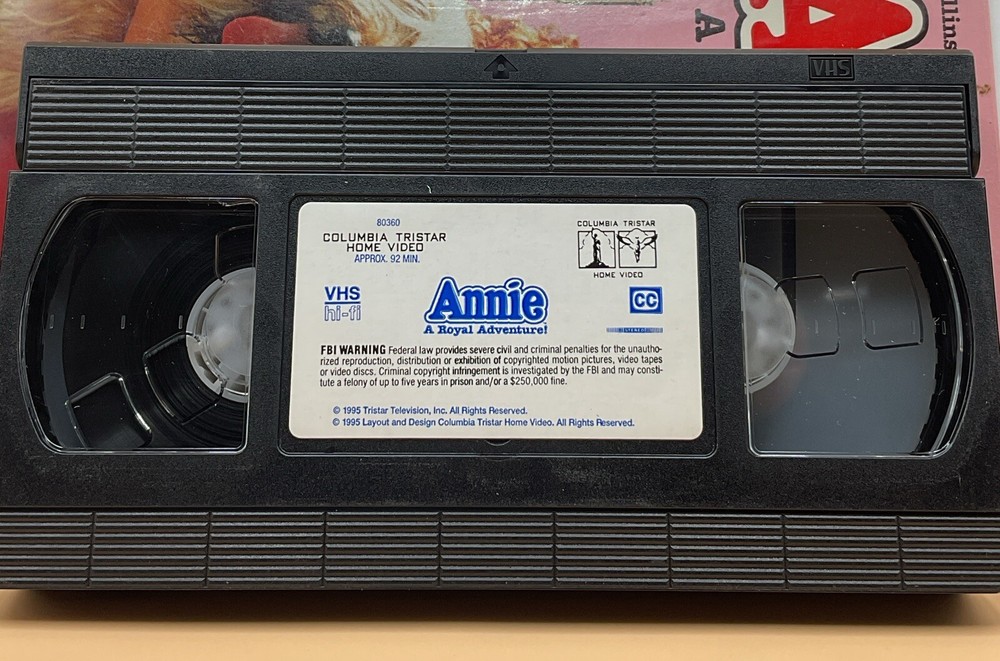 llins
A
A
VHS
80360
COLUMBIA TRISTAR
HOME VIDEO
APPROX. 92 MIN.
COLUMBIA TRISTAR
HOME VIDEO
VHS
hi-fi
Annie
A Royal Adventure!
CC
FBI WARNING Federal law provides severe civil and criminal penalties for the unautho-
rized reproduction, distribution or exhibition of copyrighted motion pictures, video tapes
or video discs. Criminal copyright infringement is investigated by the FBI and may consti-
tute a felony of up to five years in prison and/or a $250,000 fine.
© 1995 Tristar Television, Inc. All Rights Reserved.
© 1995 Layout and Design Columbia Tristar Home Video. All Rights Reserved.